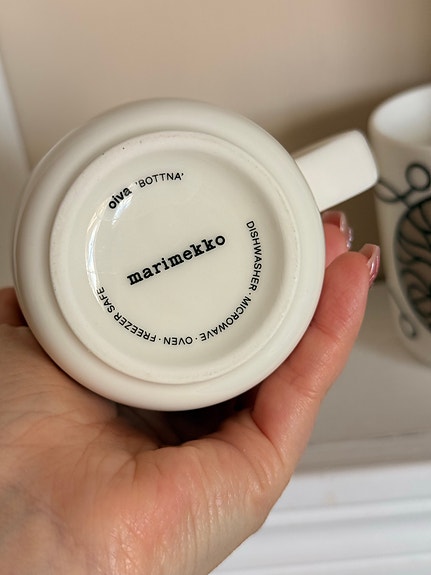 oiva 'BOTTNA'
marimekko
DISHWASHER · MICROWAVE · OVEN · FREEZER SAFE